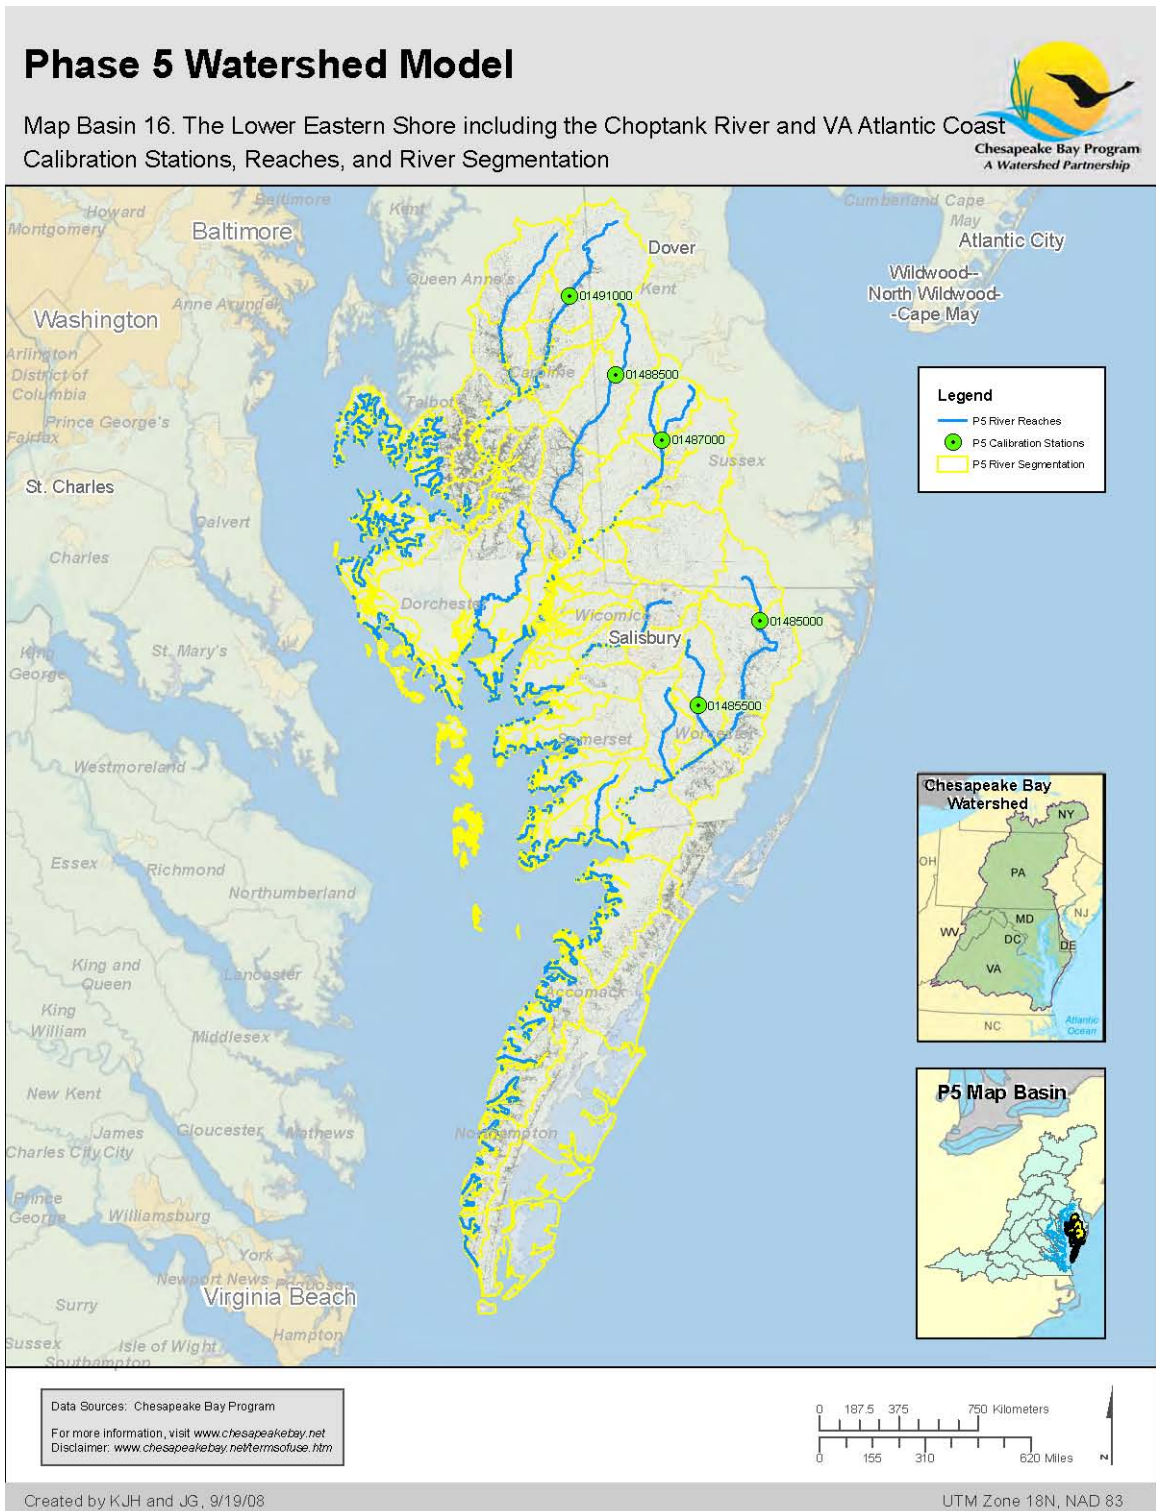 Phase 5 Watershed Model
Map Basin 16. The Lower Eastern Shore including the Choptank River and VA Atlantic Coast
Calibration Stations, Reaches, and River Segmentation
Chesapeake Bay Program
A Watershed Partnership
Howard
Baltimore
Kent
Cumberland Cape
May
Montgomery
Baltimore
Dover
Atlantic City
Queen Anne's
Kent
Wildwood--
North Wildwood-
-Cape May
Anne Arundel
01491000
Washington
Arlington
District of
Columbia
Caroline
01488500
Talbot
Prince George's
Fairfax
01487000
Sussex
St. Charles
Calvert
Charles
Legend
P5 River Reaches
P5 Calibration Stations
P5 River Segmentation
Dorchester
Wicomico
Salisbury
01485000
King
George
St. Mary's
01485500
Somerset
Worcester
Westmoreland
Essex
Richmond
Northumberland
King and
Queen
Lancaster
Accomack
King
William
Middlesex
New Kent
James
City
Charles City
Gloucester
Mathews
Northampton
Prince
George
Williamsburg
York
Newport News
Poquoson
Virginia Beach
Surry
Hampton
Sussex
Isle of Wight
Southampton
Chesapeake Bay
Watershed
NY
OH
PA
NJ
MD
WV
DC
DE
VA
NC
Atlantic
Ocean
P5 Map Basin
Data Sources: Chesapeake Bay Program
For more information, visit www.chesapeakebay.net
Disclaimer: www.chesapeakebay.net/termsofuse.htm
0 187.5 375 750 Kilometers
0 155 310 620 Miles
N
Created by KJH and JG, 9/19/08
UTM Zone 18N, NAD 83